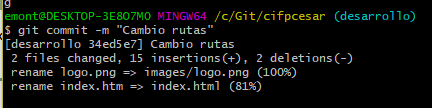 g
emont@DESKTOP-3E8O7MO MINGW64 /c/Git/cifpcesar (desarrollo)
$ git commit -m "Cambio rutas"
[desarrollo 34ed5e7] Cambio rutas
 2 files changed, 15 insertions(+), 2 deletions(-)
 rename logo.png => images/logo.png (100%)
 rename index.htm => index.html (81%)